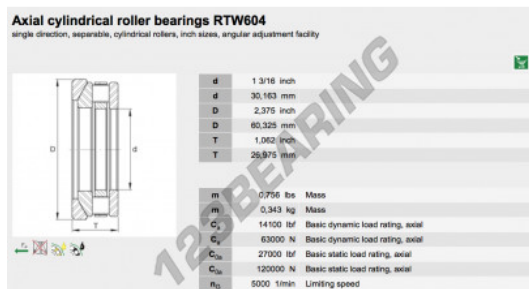 Axial cylindrical roller bearings RTW604
single direction, separable, cylindrical rollers, inch sizes, angular adjustment facility
d 1 3/16 inch
d 30,163 mm
D 2,375 inch
D 60,325 mm
T 1,062 inch
T 26,975 mm
D d
T
m 0,756 lbs Mass
m 0,343 kg Mass
Ca 14100 lbf Basic dynamic load rating, axial
Ca 63000 N Basic dynamic load rating, axial
C0a 27000 lbf Basic static load rating, axial
C0a 120000 N Basic static load rating, axial
nG 5000 1/min Limiting speed
123BEARING